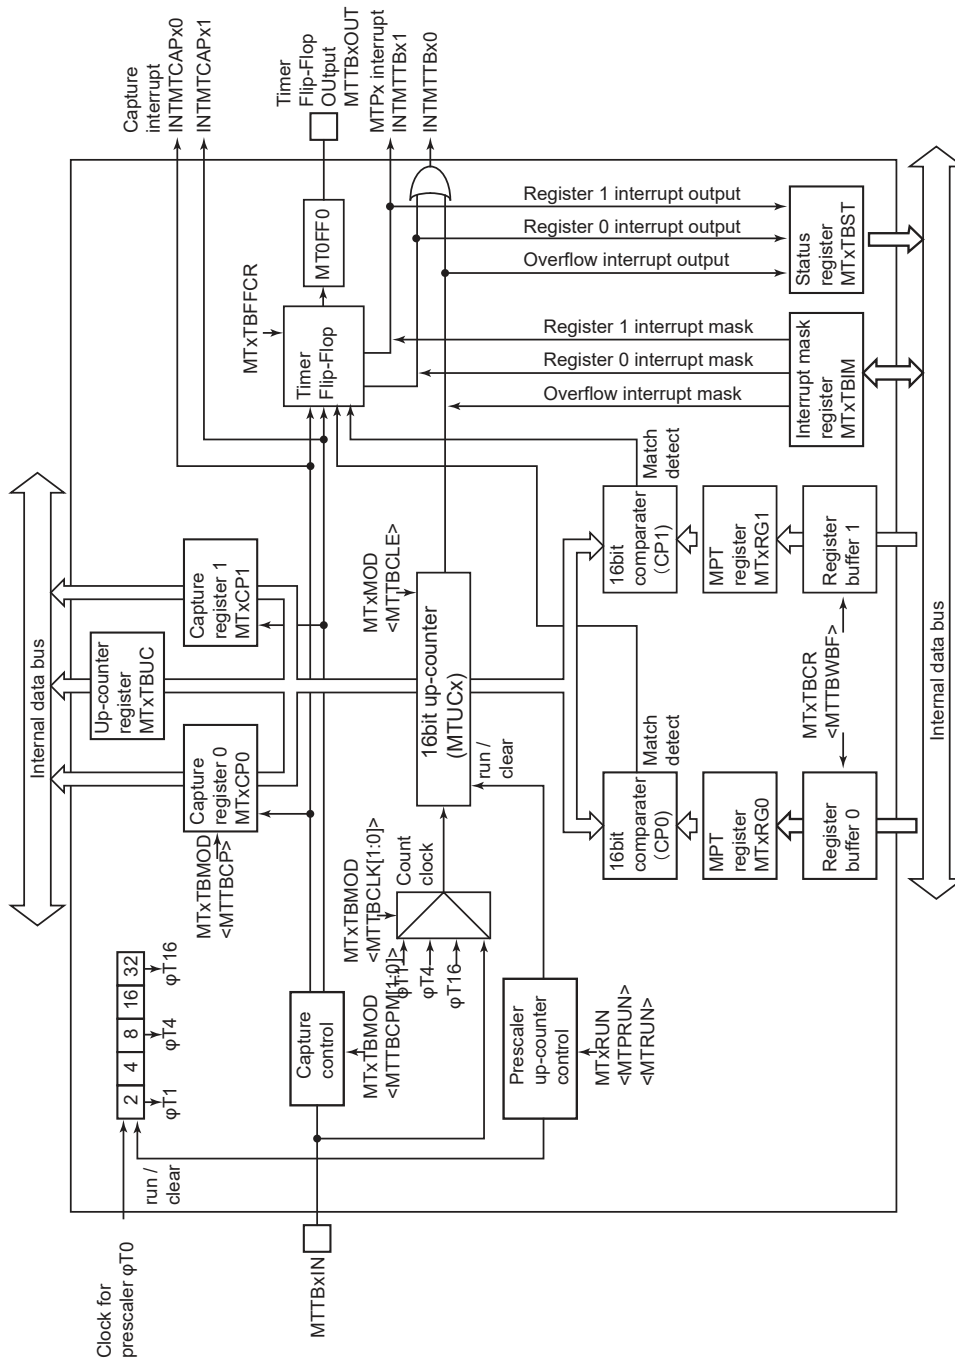 Clock for
prescaler φT0
run /
clear
2
4
8
16
32
φT1
φT4
φT16
MTTBxIN
Internal data bus
MTxTBMOD
<MTTBCP>
Capture
register 0
MTxCP0
Up-counter
register
MTxTBUC
Capture
register 1
MTxCP1
Capture
interrupt
INTMTCAPx0
INTMTCAPx1
Capture
control
MTxTBMOD
<MTTBCPM[1:0]>
MTxTBMOD
<MTTBCLK[1:0]>
φT1
φT4
φT16
Count
clock
Prescaler
up-counter
control
MTxRUN
<MTPRUN>
<MTRUN>
16bit up-counter
(MTUCx)
run /
clear
MTxMOD
<MTTBCLE>
MTxTBFFCR
Timer
Flip-Flop
MT0FF0
Timer
Flip-Flop
OUtput
MTTBxOUT
MTPx interrupt
INTMTTBx1
INTMTTBx0
Register 1 interrupt output
Register 0 interrupt output
Overflow interrupt output
Register 1 interrupt mask
Register 0 interrupt mask
Overflow interrupt mask
Match
detect
Match
detect
16bit
comparater
（CP0)
16bit
comparater
（CP1)
MPT
register
MTxRG0
MPT
register
MTxRG1
Register
buffer 0
MTxTBCR
<MTTBWBF>
Register
buffer 1
Interrupt mask
register
MTxTBIM
Status
register
MTxTBST
Internal data bus